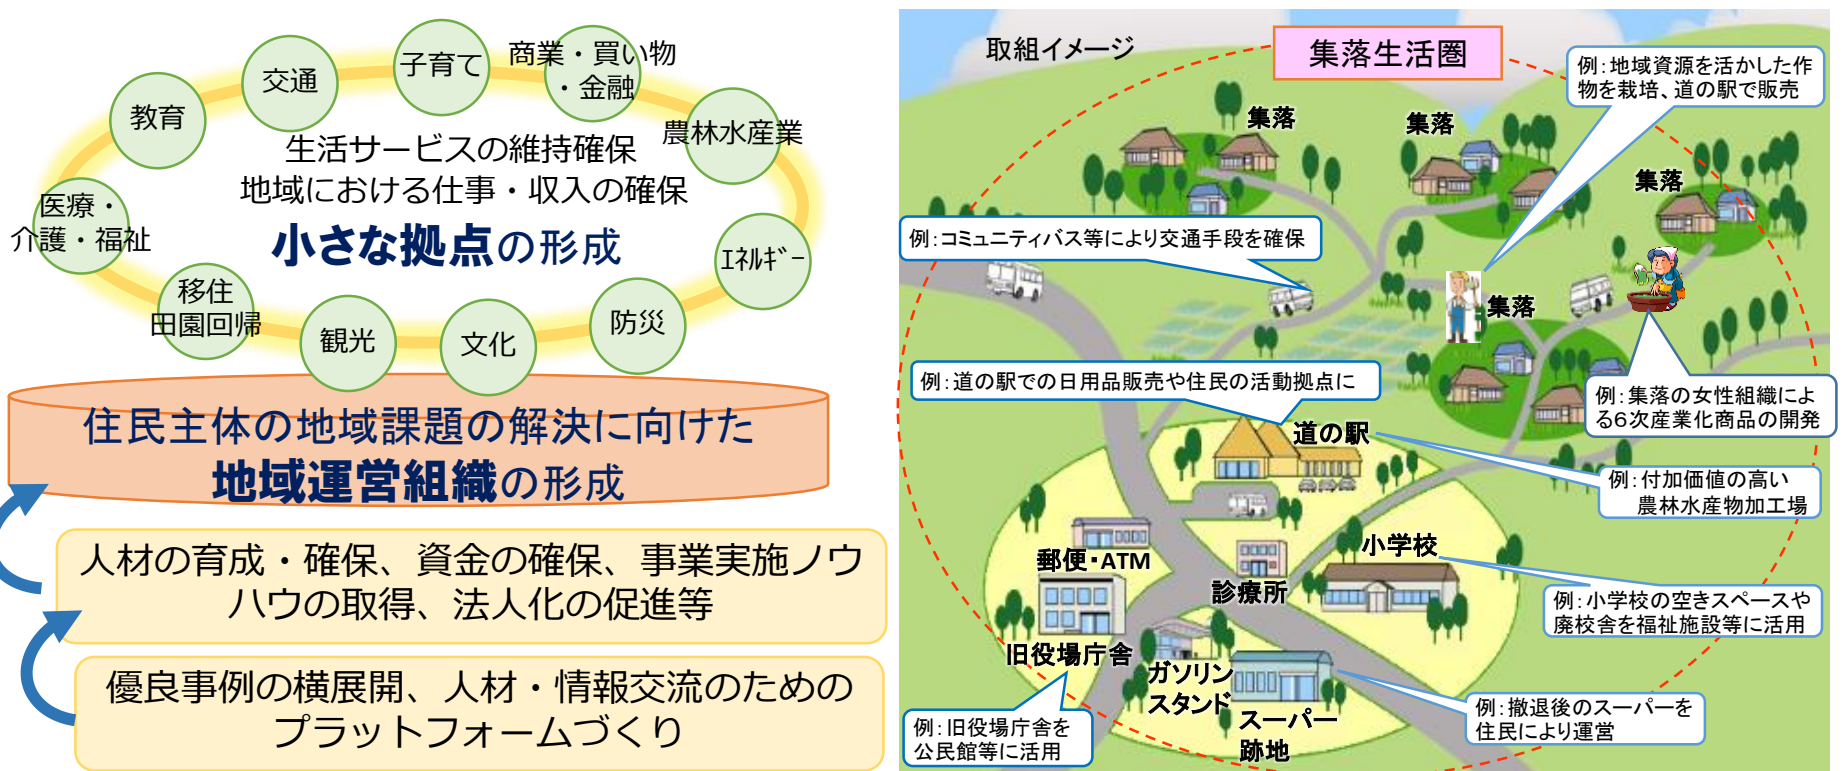 商業・買い物
・金融
子育て
交通
教育
農林水産業
生活サービスの維持確保
地域における仕事・収入の確保
小さな拠点の形成
医療・
介護・福祉
ｴﾈﾙｷﾞｰ
移住
田園回帰
観光
文化
防災
住民主体の地域課題の解決に向けた
地域運営組織の形成
人材の育成・確保、資金の確保、事業実施ノウ
ハウの取得、法人化の促進等
優良事例の横展開、人材・情報交流のための
プラットフォームづくり
取組イメージ
集落生活圏
例：地域資源を活かした作
物を栽培、道の駅で販売
集落
集落
集落
例：コミュニティバス等により交通手段を確保
集落
例：道の駅での日用品販売や住民の活動拠点に
例：集落の女性組織によ
る６次産業化商品の開発
道の駅
例：付加価値の高い
農林水産物加工場
郵便・ATM
診療所
小学校
例：小学校の空きスペースや
廃校舎を福祉施設等に活用
旧役場庁舎
ガソリン
スタンド
スーパー
跡地
例：旧役場庁舎を
公民館等に活用
例：撤退後のスーパーを
住民により運営